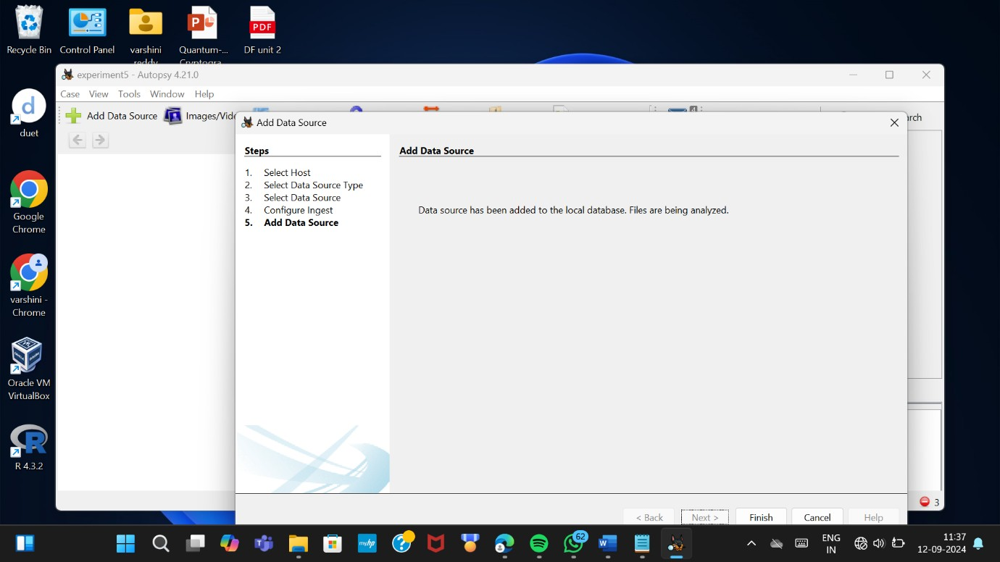 Recycle Bin
Control Panel
varshini
reddy
Quantum-...
Cryptogra...
PDF
DF unit 2
experiment5 - Autopsy 4.21.0
Case View Tools Window Help
Add Data Source
Images/Vide
4
arch
d
duet
Add Data Source
Steps
1. Select Host
2. Select Data Source Type
3. Select Data Source
4. Configure Ingest
5. Add Data Source
Add Data Source
Data source has been added to the local database. Files are being analyzed.
Google
Chrome
varshini -
Chrome
Oracle VM
VirtualBox
R
R 4.3.2
3
< Back
Next >
Finish
Cancel
Help
myhp
62
ENG
IN
11:37
12-09-2024